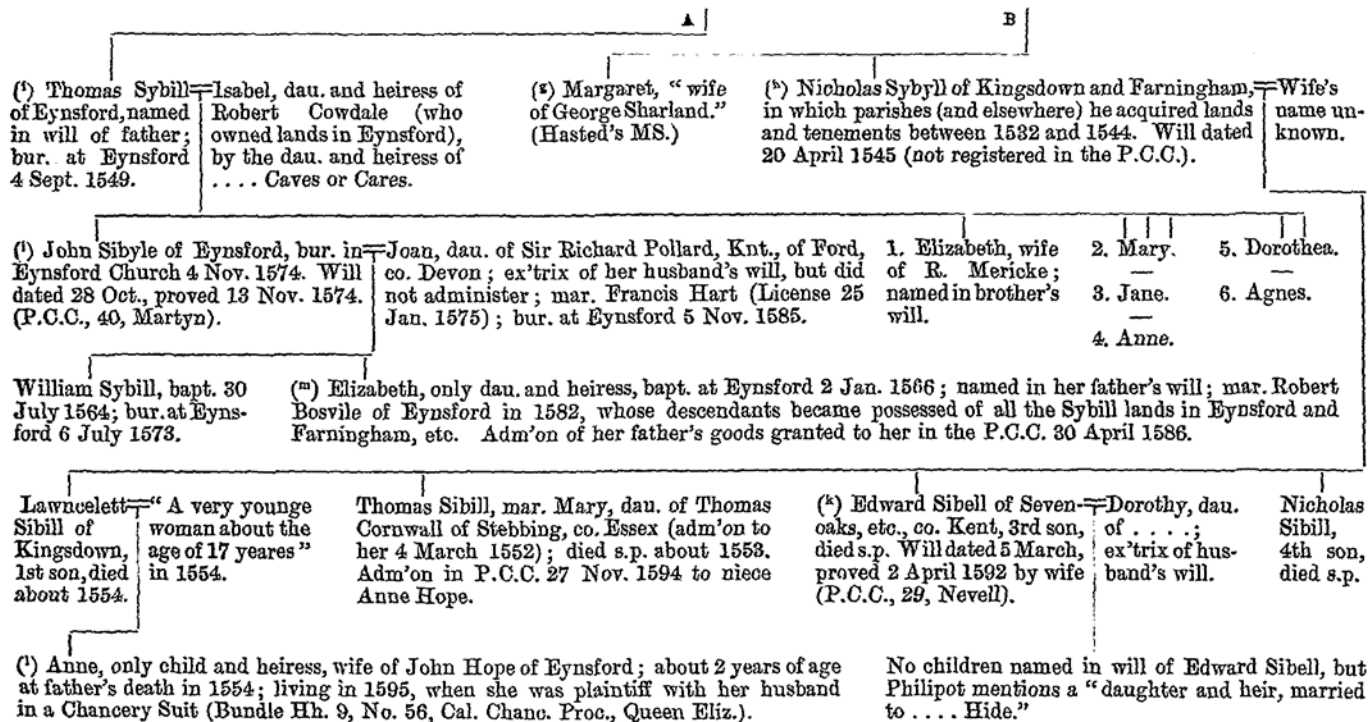 A B
(ᶠ) Thomas Sybill
of Eynsford, named
in will of father;
bur. at Eynsford
4 Sept. 1549.
Isabel, dau. and heiress of
Robert Cowdale (who
owned lands in Eynsford),
by the dau. and heiress of
.... Caves or Cares.
(ᵍ) Margaret, "wife
of George Sharland."
(Hasted's MS.)
(ʰ) Nicholas Sybyll of Kingsdown and Farningham,
in which parishes (and elsewhere) he acquired lands
and tenements between 1532 and 1544. Will dated
20 April 1545 (not registered in the P.C.C.).
Wife's
name un-
known.
(ⁱ) John Sibyle of Eynsford, bur. in
Eynsford Church 4 Nov. 1574. Will
dated 28 Oct., proved 13 Nov. 1574.
(P.C.C., 40, Martyn).
Joan, dau. of Sir Richard Pollard, Knt., of Ford,
co. Devon; ex'trix of her husband's will, but did
not administer; mar. Francis Hart (License 25
Jan. 1575); bur. at Eynsford 5 Nov. 1585.
1. Elizabeth, wife
of R. Mericke;
named in brother's
will.
2. Mary.
—
3. Jane.
—
4. Anne.
5. Dorothea.
—
6. Agnes.
William Sybill, bapt. 30
July 1564; bur. at Eyns-
ford 6 July 1573.
(ᵐ) Elizabeth, only dau. and heiress, bapt. at Eynsford 2 Jan. 1566; named in her father's will; mar. Robert
Bosvile of Eynsford in 1582, whose descendants became possessed of all the Sybill lands in Eynsford and
Farningham, etc. Adm'on of her father's goods granted to her in the P.C.C. 30 April 1586.
Lawncelett
Sibill of
Kingsdown,
1st son, died
about 1554.
"A very younge
woman about the
age of 17 yeares"
in 1554.
Thomas Sibill, mar. Mary, dau. of Thomas
Cornwall of Stebbing, co. Essex (adm'on to
her 4 March 1552); died s.p. about 1553.
Adm'on in P.C.C. 27 Nov. 1594 to niece
Anne Hope.
(ᵏ) Edward Sibell of Seven-
oaks, etc., co. Kent, 3rd son,
died s.p. Will dated 5 March,
proved 2 April 1592 by wife
(P.C.C., 29, Nevell).
Dorothy, dau.
of ....;
ex'trix of hus-
band's will.
Nicholas
Sibill,
4th son,
died s.p.
(ˡ) Anne, only child and heiress, wife of John Hope of Eynsford; about 2 years of age
at father's death in 1554; living in 1595, when she was plaintiff with her husband
in a Chancery Suit (Bundle Hh. 9, No. 56, Cal. Chanc. Proc., Queen Eliz.).
No children named in will of Edward Sibell, but
Philipot mentions a "daughter and heir, married
to .... Hide."